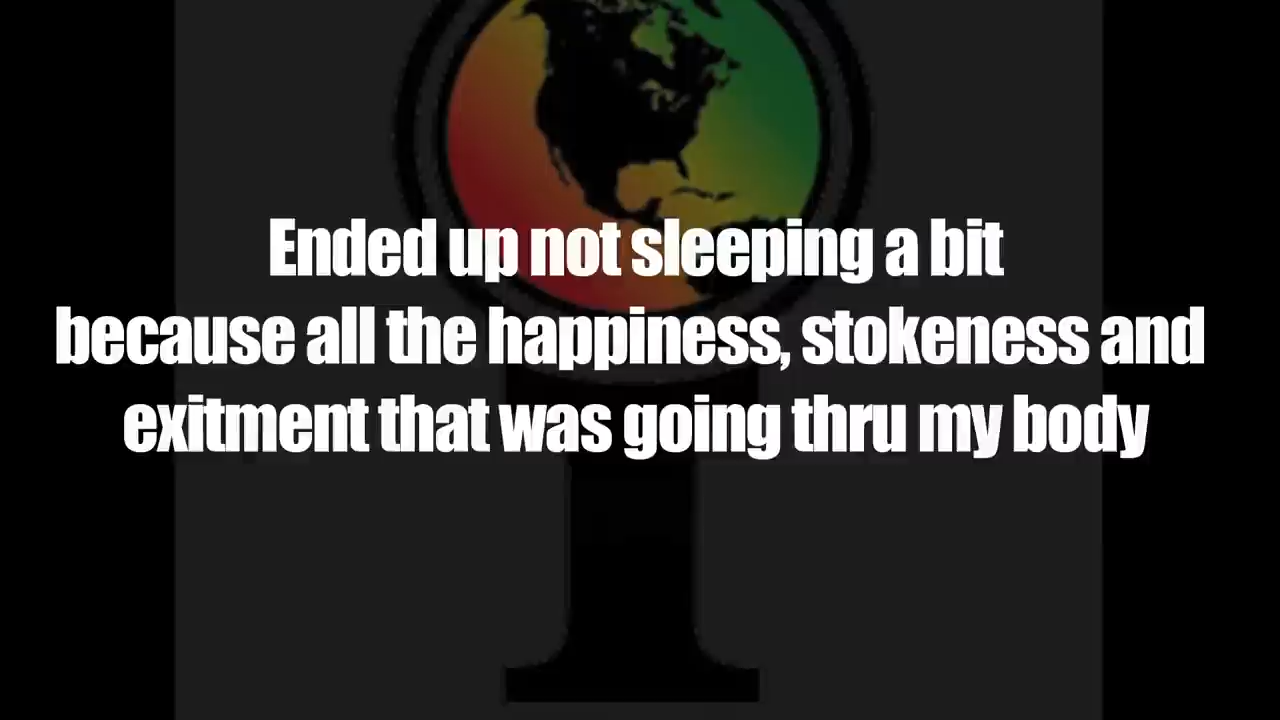 Ended up not sleeping a bit
because all the happiness, stokeness and
exitment that was going thru my body